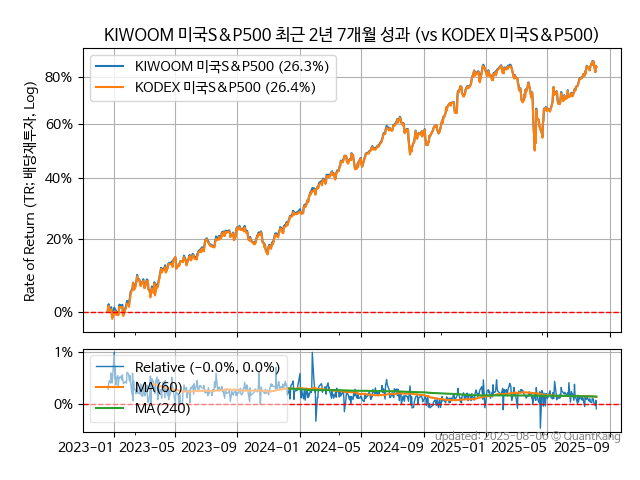 KIWOOM 미국S&P500 최근 2년 7개월 성과 (vs KODEX 미국S&P500)
Rate of Return (TR: 배당재투자, Log)
KIWOOM 미국S&P500 (26.3%)
KODEX 미국S&P500 (26.4%)
80%
60%
40%
20%
0%
1%
0%
Relative (−0.0%, 0.0%)
MA(60)
MA(240)
2023−01 2023−05 2023−09 2024−01 2024−05 2024−09 2025−01 2025−05 2025−09
updated: 2025-08-06 © QuantKang